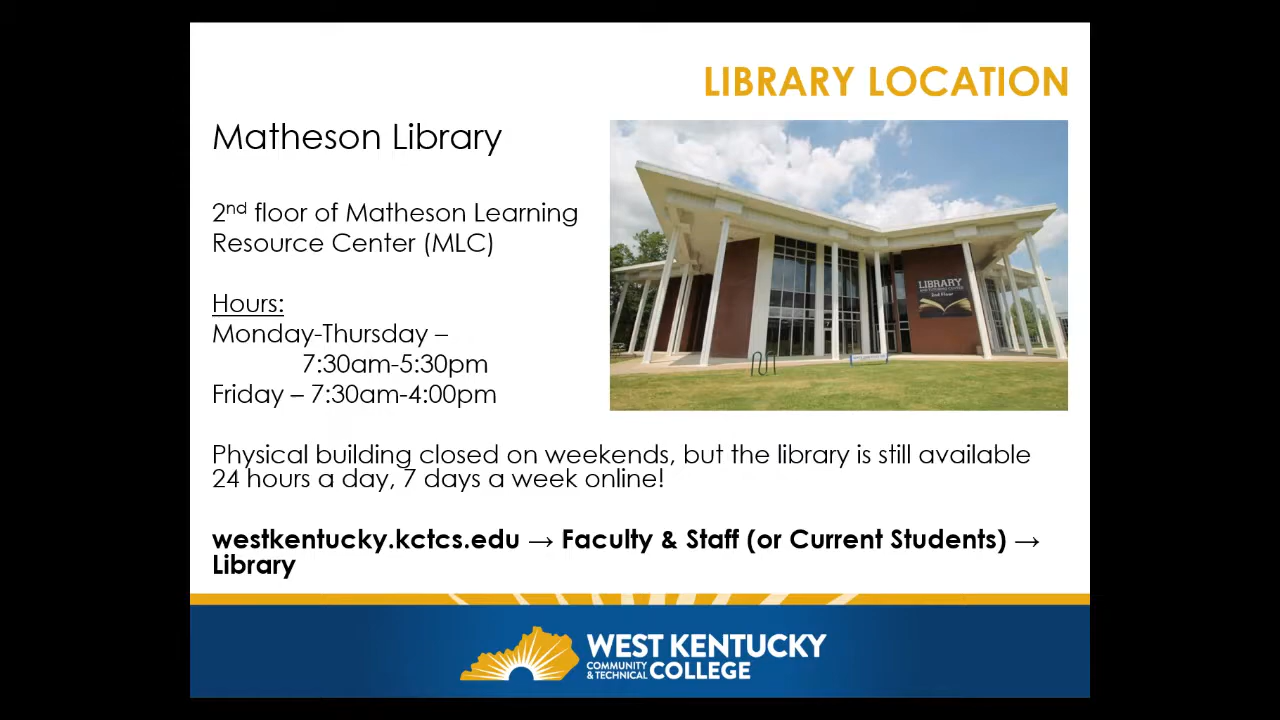 LIBRARY LOCATION
Matheson Library
2nd floor of Matheson Learning
Resource Center (MLC)
Hours:
Monday-Thursday –
7:30am-5:30pm
Friday – 7:30am-4:00pm
LIBRARY
2nd Floor
Physical building closed on weekends, but the library is still available
24 hours a day, 7 days a week online!
westkentucky.kctcs.edu → Faculty & Staff (or Current Students) →
Library
WEST KENTUCKY
COMMUNITY
& TECHNICAL
COLLEGE